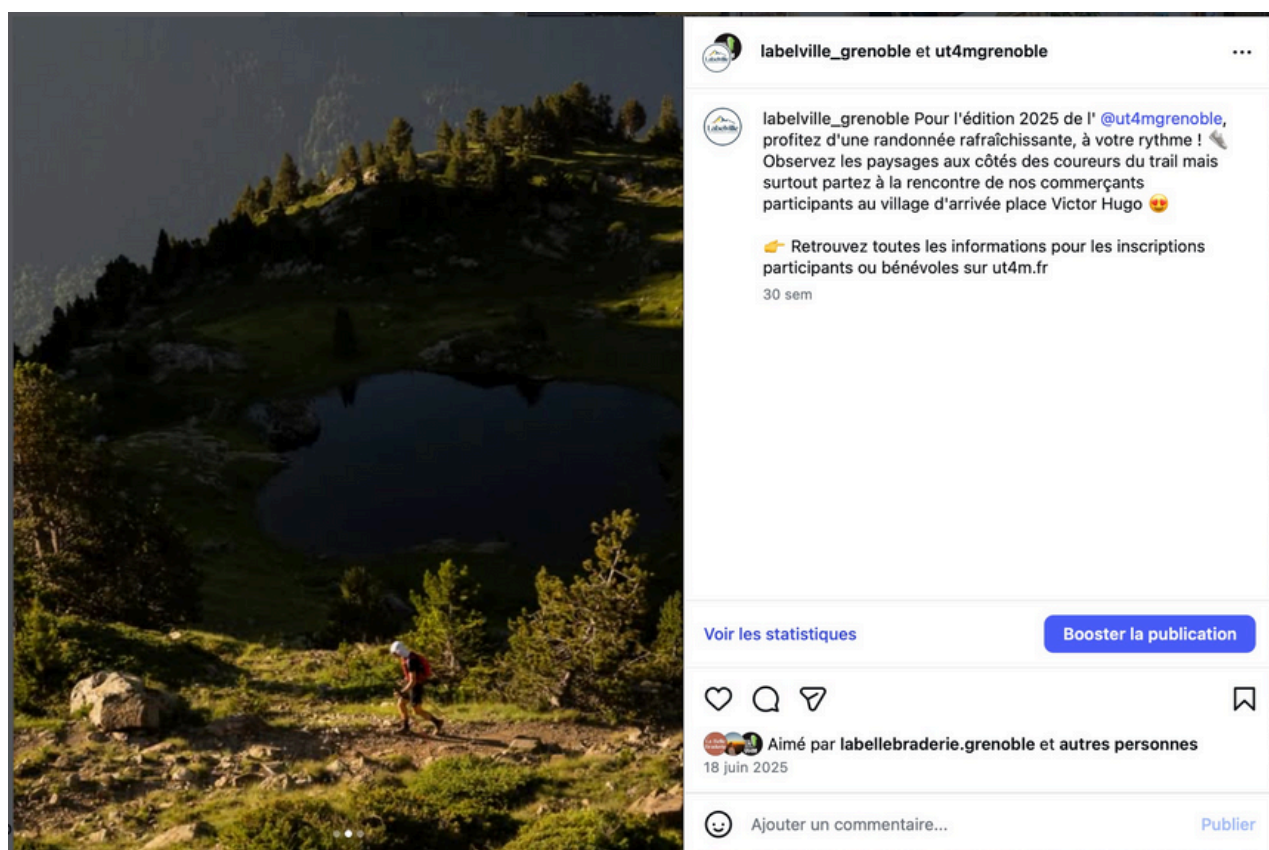 labelville_grenoble et ut4mgrenoble
labelville_grenoble Pour l'édition 2025 de l' @ut4mgrenoble,
profitez d'une randonnée rafraîchissante, à votre rythme !
Observez les paysages aux côtés des coureurs du trail mais
surtout partez à la rencontre de nos commerçants
participants au village d'arrivée place Victor Hugo 😍
👉 Retrouvez toutes les informations pour les inscriptions
participants ou bénévoles sur ut4m.fr
30 sem
Voir les statistiques
Booster la publication
Aimé par labellebraderie.grenoble et autres personnes
18 juin 2025
Ajouter un commentaire...
Publier